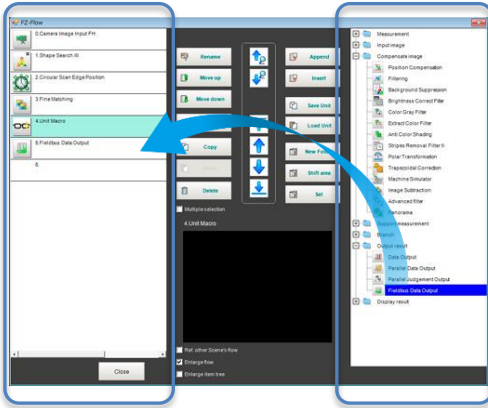 FZ-Flow
0.Camera Image Input FH
1.Shape Search III
2.Circular Scan Edge Position
3.Fine Matching
4.Unit Macro
5.Fieldbus Data Output
6.
Close
Rename
Move up
Move down
Copy
Delete
Append
Insert
Save Unit
Load Unit
Shift area
Set
Multiple selection
4.Unit Macro
Ref. other Scene's flow
Enlarge flow
Enlarge item tree
Measurement
Input image
Compensate image
Position Compensation
Filtering
Background Suppression
Brightness Correct Filter
Color Gray Filter
Extract Color Filter
Anti Color Shading
Stripes Removal Filter II
Polar Transformation
Trapezoidal Correction
Machine Simulator
Image Subtraction
Advanced filter
Panorama
Support measurement
Branch
Output result
Data Output
Parallel Data Output
Parallel Judgement Output
Fieldbus Data Output
Display result